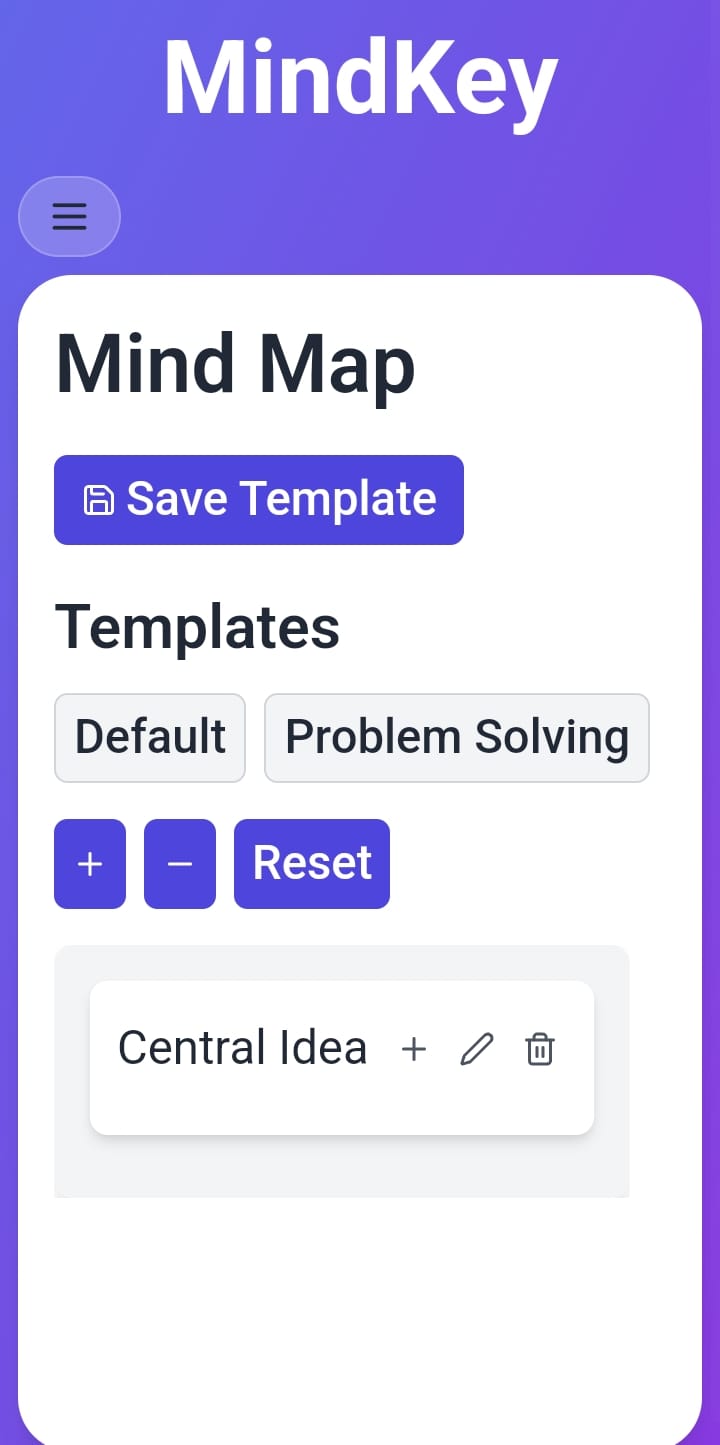 MindKey
Mind Map
Save Template
Templates
Default Problem Solving
+ − Reset
Central Idea +